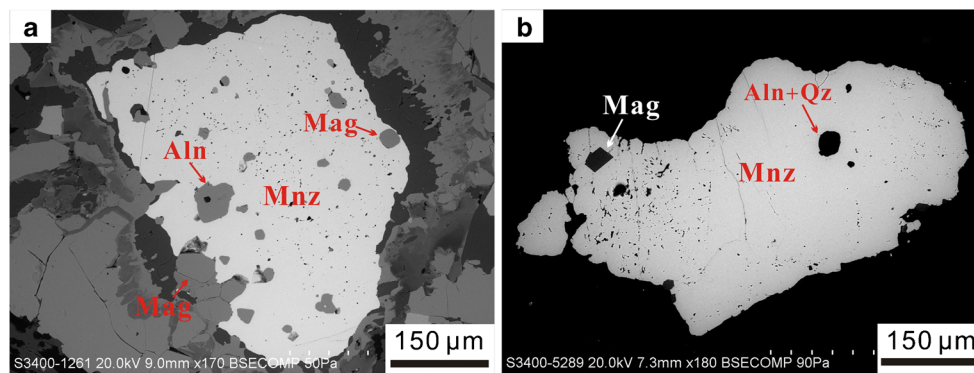 a
Mag
Aln
Mnz
Mag
150 µm
S3400-1261 20.0kV 9.0mm x170 BSECOMP 50Pa
b
Mag
Aln+Qz
Mnz
150 µm
S3400-5289 20.0kV 7.3mm x180 BSECOMP 90Pa